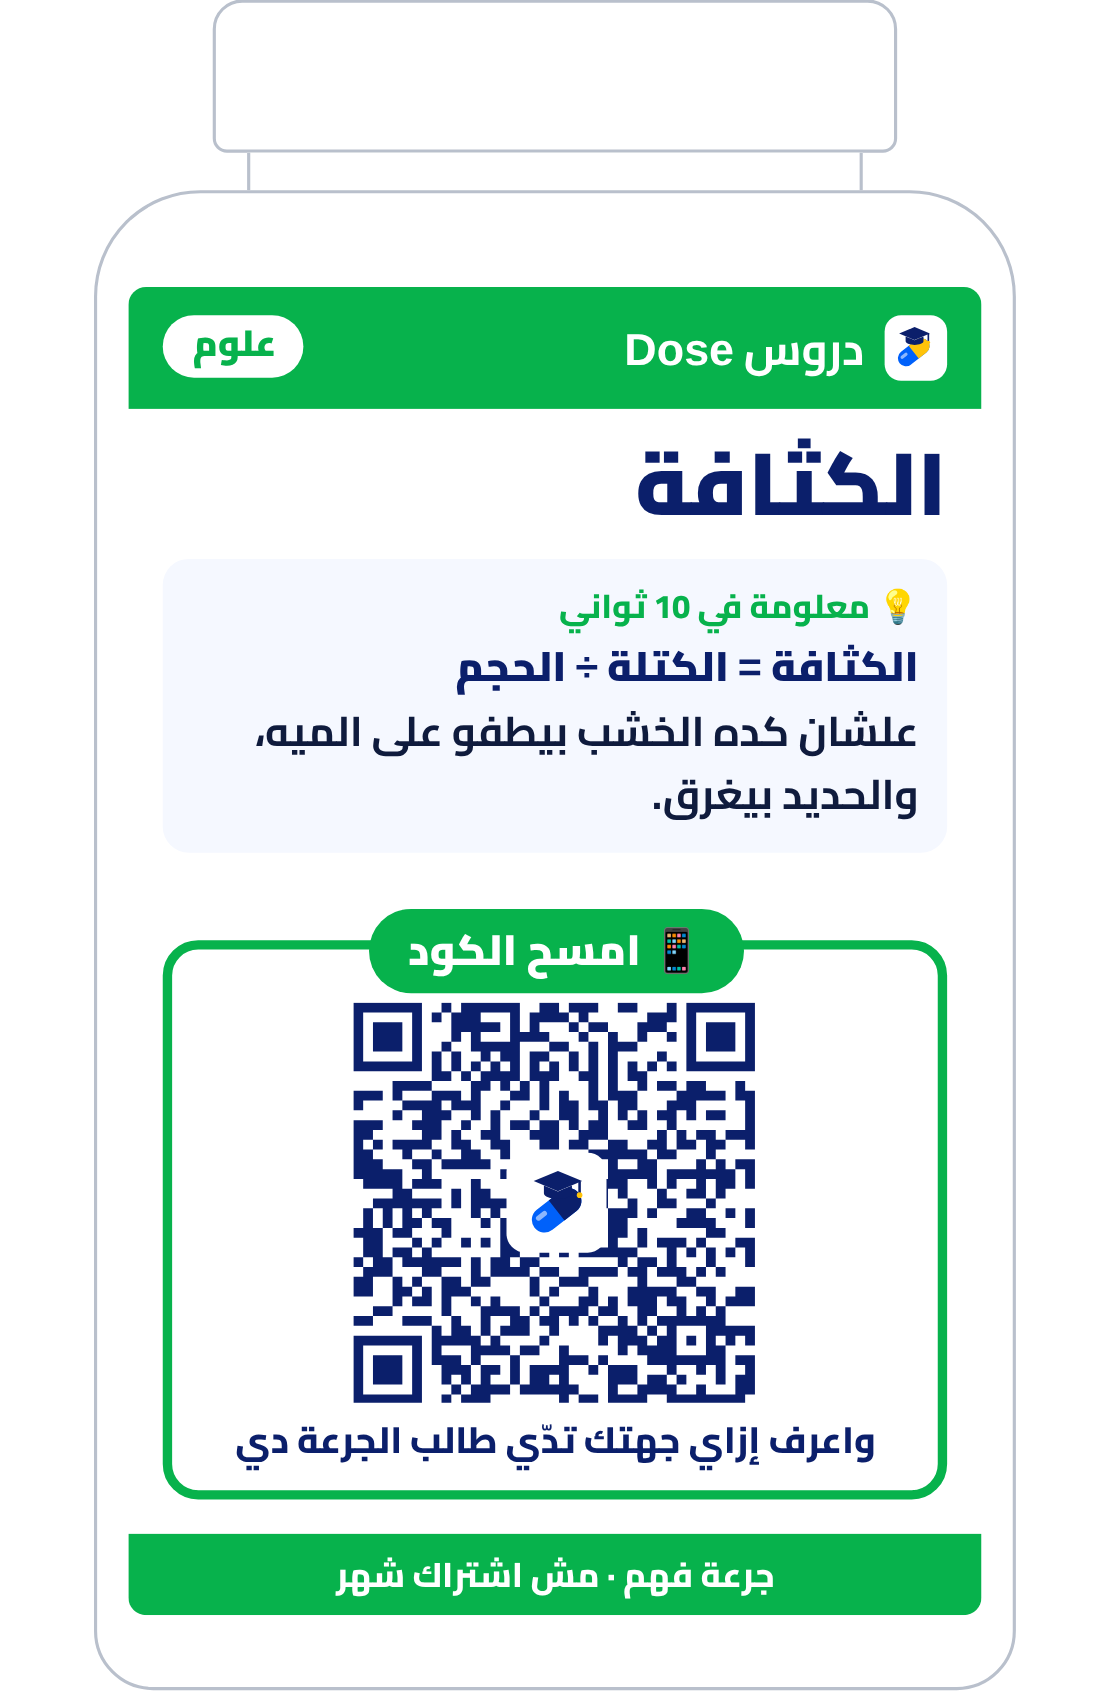 دروس Dose
علوم
الكثافة
💡 معلومة في 10 ثواني
الكثافة = الكتلة ÷ الحجم
علشان كده الخشب بيطفو على الميه،
والحديد بيغرق.
📱 امسح الكود
واعرف إزاي جهتك تدّي طالب الجرعة دي
جرعة فهم · مش اشتراك شهر